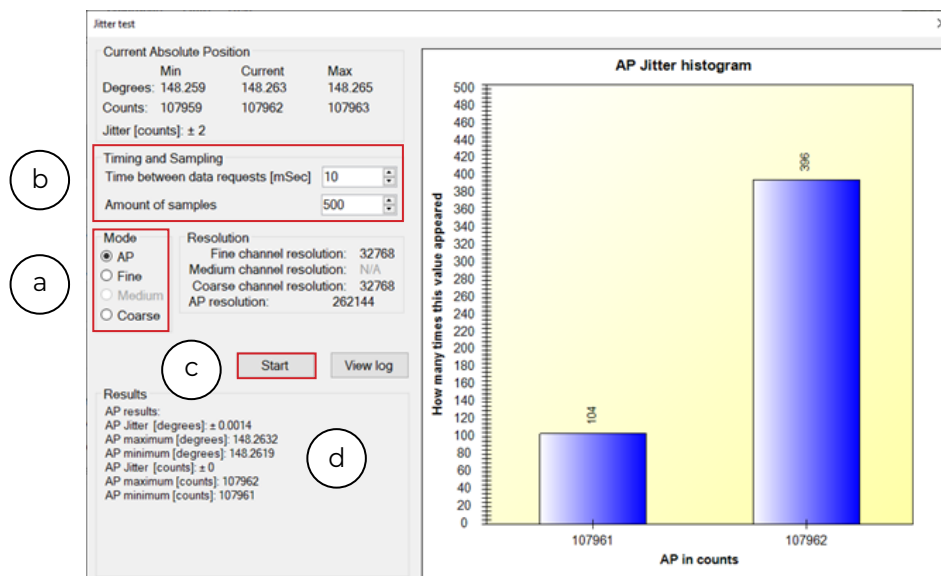 Jitter test
Current Absolute Position
Min Current Max
Degrees: 148.259 148.263 148.265
Counts: 107959 107962 107963
Jitter [counts]: ± 2
b
Timing and Sampling
Time between data requests [mSec] 10
Amount of samples 500
a
Mode
AP
Fine
Medium
Coarse
Resolution
Fine channel resolution: 32768
Medium channel resolution: N/A
Coarse channel resolution: 32768
AP resolution: 262144
c
Start View log
Results
AP results:
AP Jitter [degrees]: ± 0.0014
AP maximum [degrees]: 148.2632
AP minimum [degrees]: 148.2619
AP Jitter [counts]: ± 0
AP maximum [counts]: 107962
AP minimum [counts]: 107961
d
AP Jitter histogram
How many times this value appeared
500
480
460
440
420
400
380
360
340
320
300
280
260
240
220
200
180
160
140
120
100
80
60
40
20
0
104
396
107961 107962
AP in counts